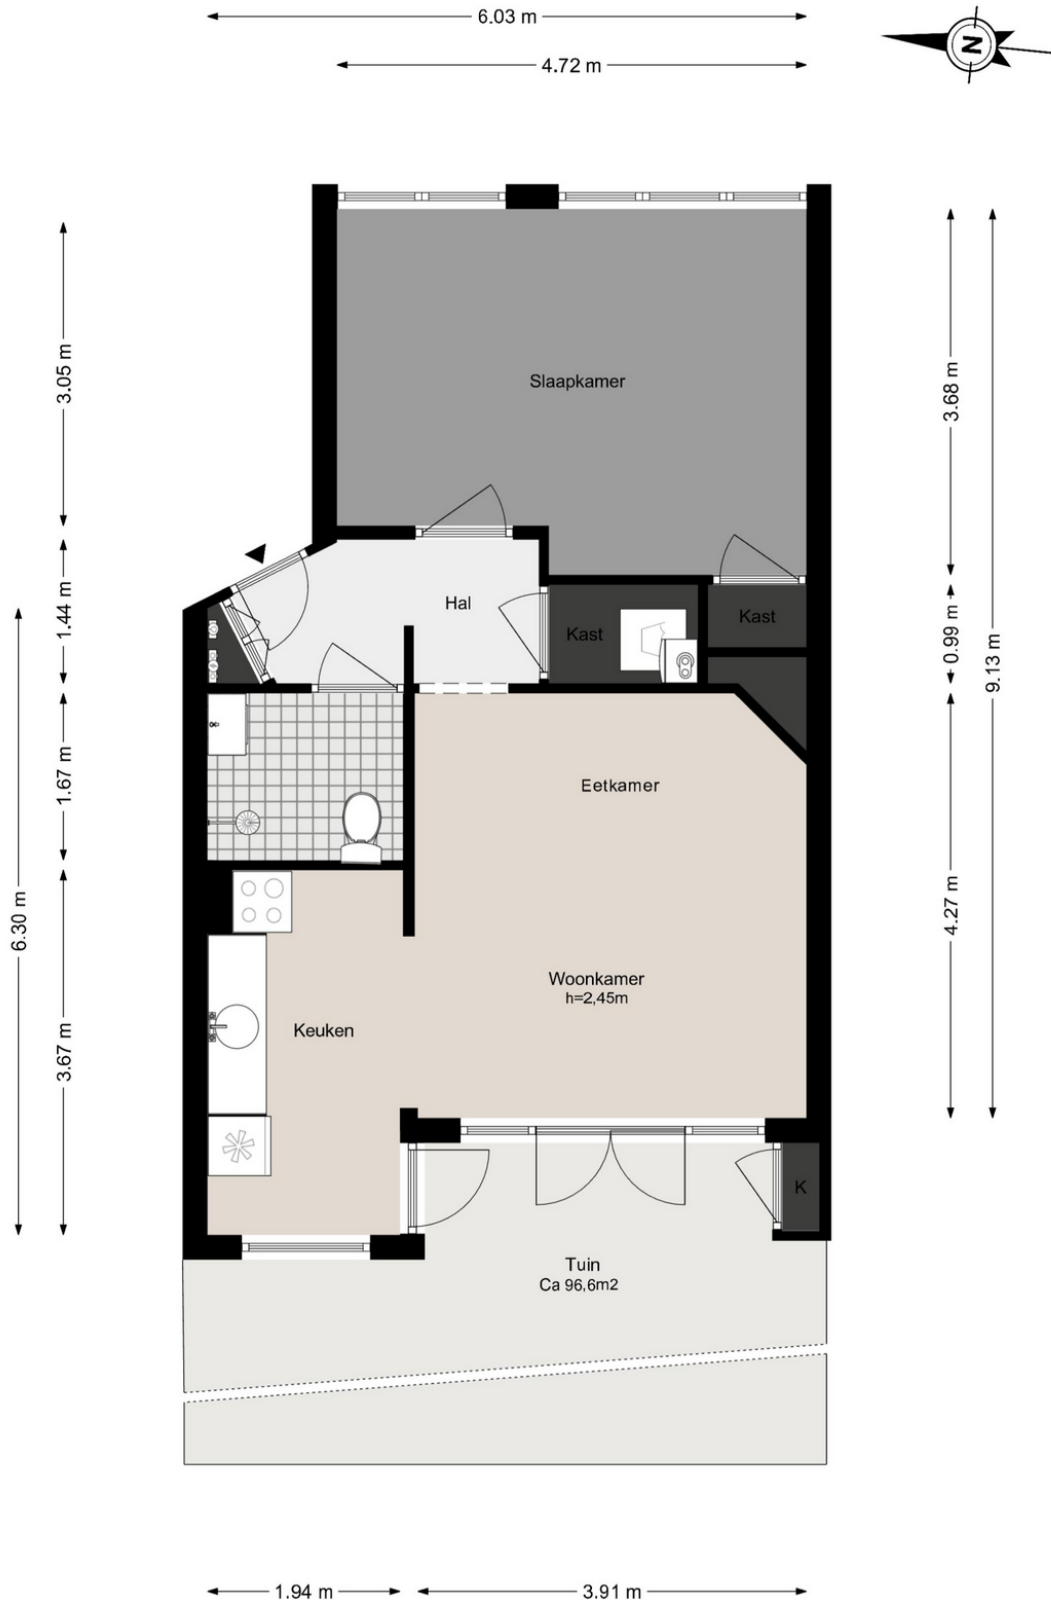 6.03 m
N
4.72 m
3.05 m
3.68 m
Slaapkamer
1.44 m
Hal
Kast
Kast
0.99 m
9.13 m
1.67 m
Eetkamer
6.30 m
4.27 m
Woonkamer
h=2,45m
Keuken
3.67 m
K
Tuin
Ca 96,6m2
1.94 m
3.91 m